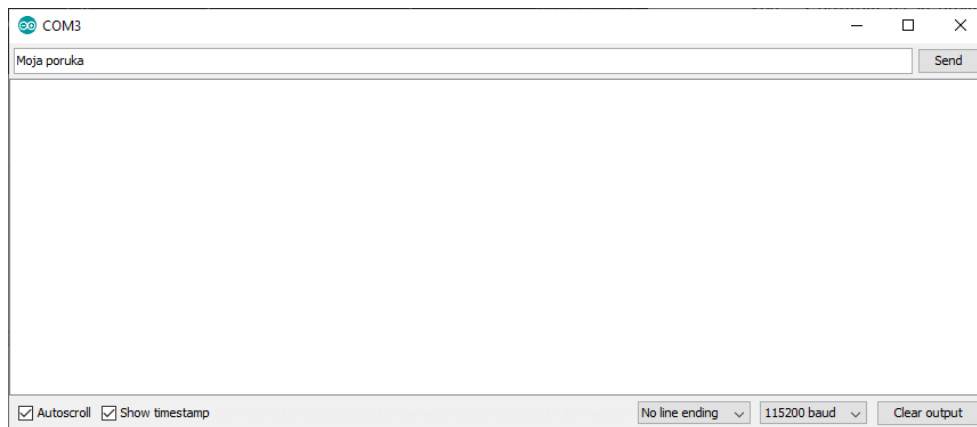 COM3
Moja poruka Send
Autoscroll Show timestamp No line ending 115200 baud Clear output